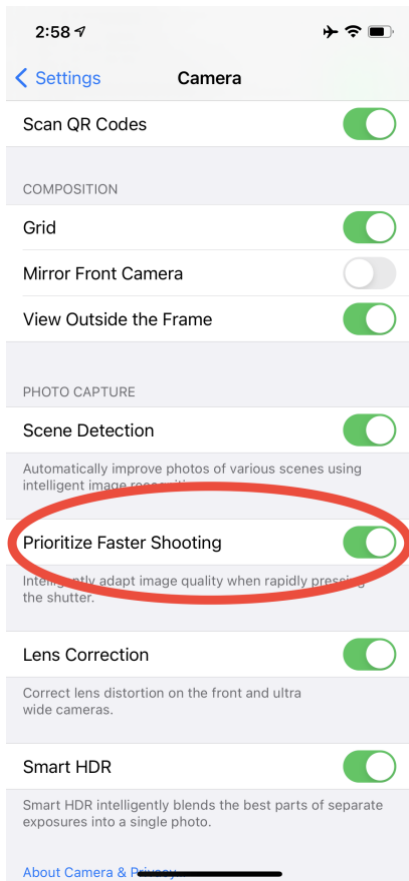 2:58
Settings
Camera
Scan QR Codes
COMPOSITION
Grid
Mirror Front Camera
View Outside the Frame
PHOTO CAPTURE
Scene Detection
Automatically improve photos of various scenes using
intelligent image
Prioritize Faster Shooting
Intelligently adapt image quality when rapidly pressing
the shutter.
Lens Correction
Correct lens distortion on the front and ultra
wide cameras.
Smart HDR
Smart HDR intelligently blends the best parts of separate
exposures into a single photo.
About Camera & Privacy...